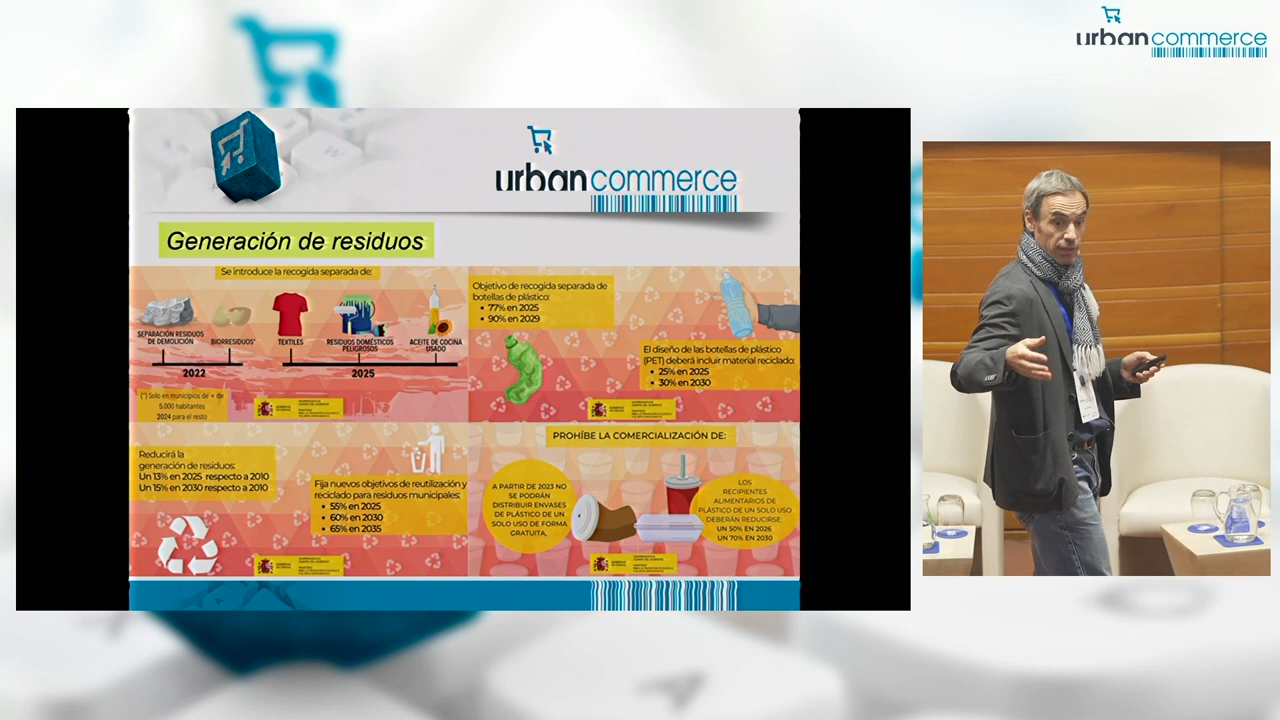 urbancommerce
urbancommerce
Generación de residuos
Se introduce la recogida separada de:
SEPARACIÓN RESIDUOS
DE DEMOLICIÓN
BIORRESIDUOS*
TEXTILES
RESIDUOS DOMÉSTICOS
PELIGROSOS
ACEITE DE COCINA
USADO
2022
2025
(*) Solo en municipios de + de
5.000 habitantes
2024 para el resto
Objetivo de recogida separada de
botellas de plástico:
• 77% en 2025
• 90% en 2029
El diseño de las botellas de plástico
(PET) deberá incluir material reciclado:
• 25% en 2025
• 30% en 2030
Reducirá la
generación de residuos:
Un 13% en 2025 respecto a 2010
Un 15% en 2030 respecto a 2010
Fija nuevos objetivos de reutilización y
reciclado para residuos municipales:
• 55% en 2025
• 60% en 2030
• 65% en 2035
PROHÍBE LA COMERCIALIZACIÓN DE:
A PARTIR DE 2023 NO
SE PODRÁN
DISTRIBUIR ENVASES
DE PLÁSTICO DE UN
SOLO USO DE FORMA
GRATUITA,
LOS
RECIPIENTES
ALIMENTARIOS DE
PLÁSTICO DE UN SOLO USO
DEBERÁN REDUCIRSE:
UN 50% EN 2026
UN 70% EN 2030